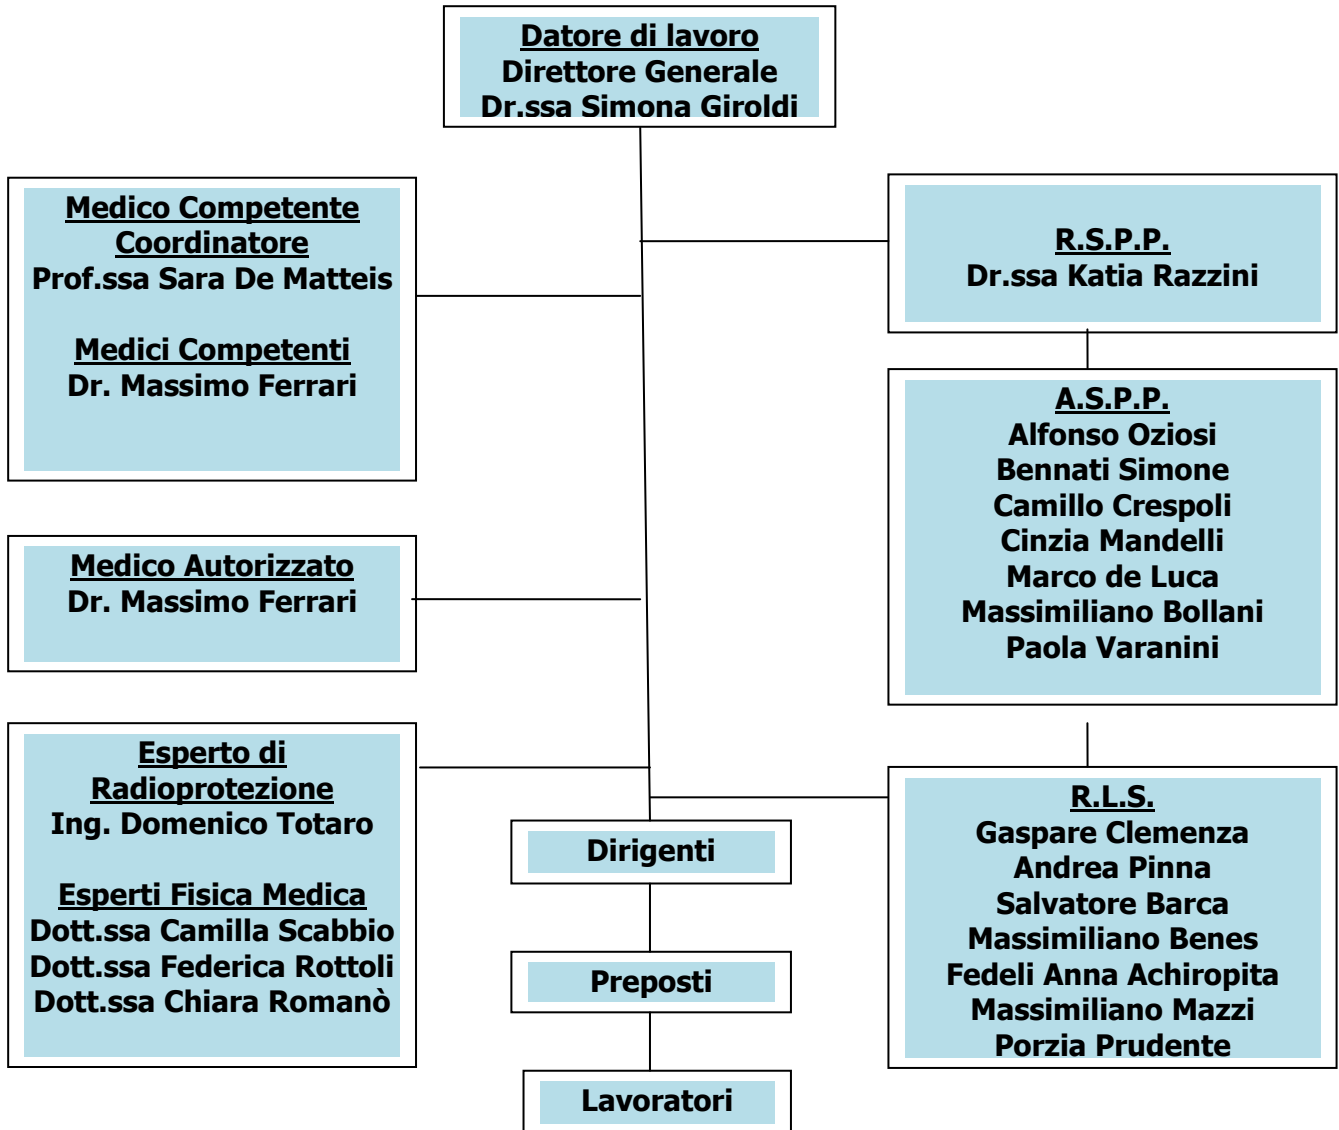 Datore di lavoro
Direttore Generale
Dr.ssa Simona Giroldi
Medico Competente
Coordinatore
Prof.ssa Sara De Matteis
Medici Competenti
Dr. Massimo Ferrari
R.S.P.P.
Dr.ssa Katia Razzini
A.S.P.P.
Alfonso Oziosi
Bennati Simone
Camillo Crespoli
Cinzia Mandelli
Marco de Luca
Massimiliano Bollani
Paola Varanini
Medico Autorizzato
Dr. Massimo Ferrari
Esperto di
Radioprotezione
Ing. Domenico Totaro
Esperti Fisica Medica
Dott.ssa Camilla Scabbio
Dott.ssa Federica Rottoli
Dott.ssa Chiara Romanò
R.L.S.
Gaspare Clemenza
Andrea Pinna
Salvatore Barca
Massimiliano Benes
Fedeli Anna Achiropita
Massimiliano Mazzi
Porzia Prudente
Dirigenti
Preposti
Lavoratori